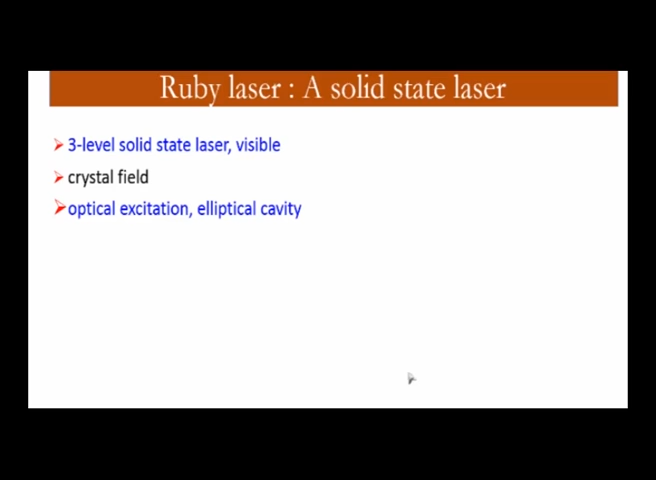 Ruby laser : A solid state laser
3-level solid state laser, visible
crystal field
optical excitation, elliptical cavity